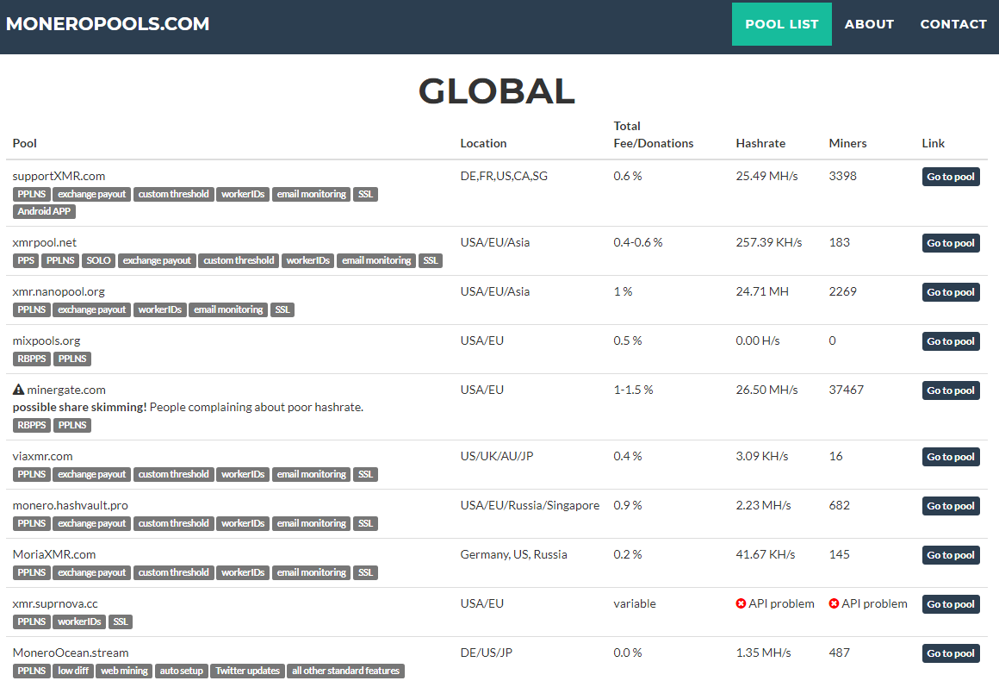 MONEROPOOLS.COM
POOL LIST ABOUT CONTACT
GLOBAL
Pool Location Total Fee/Donations Hashrate Miners Link
supportXMR.com DE,FR,US,CA,SG 0.6 % 25.49 MH/s 3398 Go to pool
PPLNS exchange payout custom threshold workerIDs email monitoring SSL
Android APP
xmrpool.net USA/EU/Asia 0.4-0.6 % 257.39 KH/s 183 Go to pool
PPS PPLNS SOLO exchange payout custom threshold workerIDs email monitoring SSL
xmr.nanopool.org USA/EU/Asia 1 % 24.71 MH 2269 Go to pool
PPLNS exchange payout workerIDs email monitoring SSL
mixpools.org USA/EU 0.5 % 0.00 H/s 0 Go to pool
RBPPS PPLNS
minergate.com USA/EU 1-1.5 % 26.50 MH/s 37467 Go to pool
possible share skimming! People complaining about poor hashrate.
RBPPS PPLNS
viaxmr.com US/UK/AU/JP 0.4 % 3.09 KH/s 16 Go to pool
PPLNS exchange payout custom threshold workerIDs email monitoring SSL
monero.hashvault.pro USA/EU/Russia/Singapore 0.9 % 2.23 MH/s 682 Go to pool
PPLNS exchange payout custom threshold workerIDs email monitoring SSL
MoriaXMR.com Germany, US, Russia 0.2 % 41.67 KH/s 145 Go to pool
PPLNS exchange payout custom threshold workerIDs email monitoring SSL
xmr.suprnova.cc USA/EU variable API problem API problem Go to pool
PPLNS workerIDs SSL
MoneroOcean.stream DE/US/JP 0.0 % 1.35 MH/s 487 Go to pool
PPLNS low diff web mining auto setup Twitter updates all other standard features